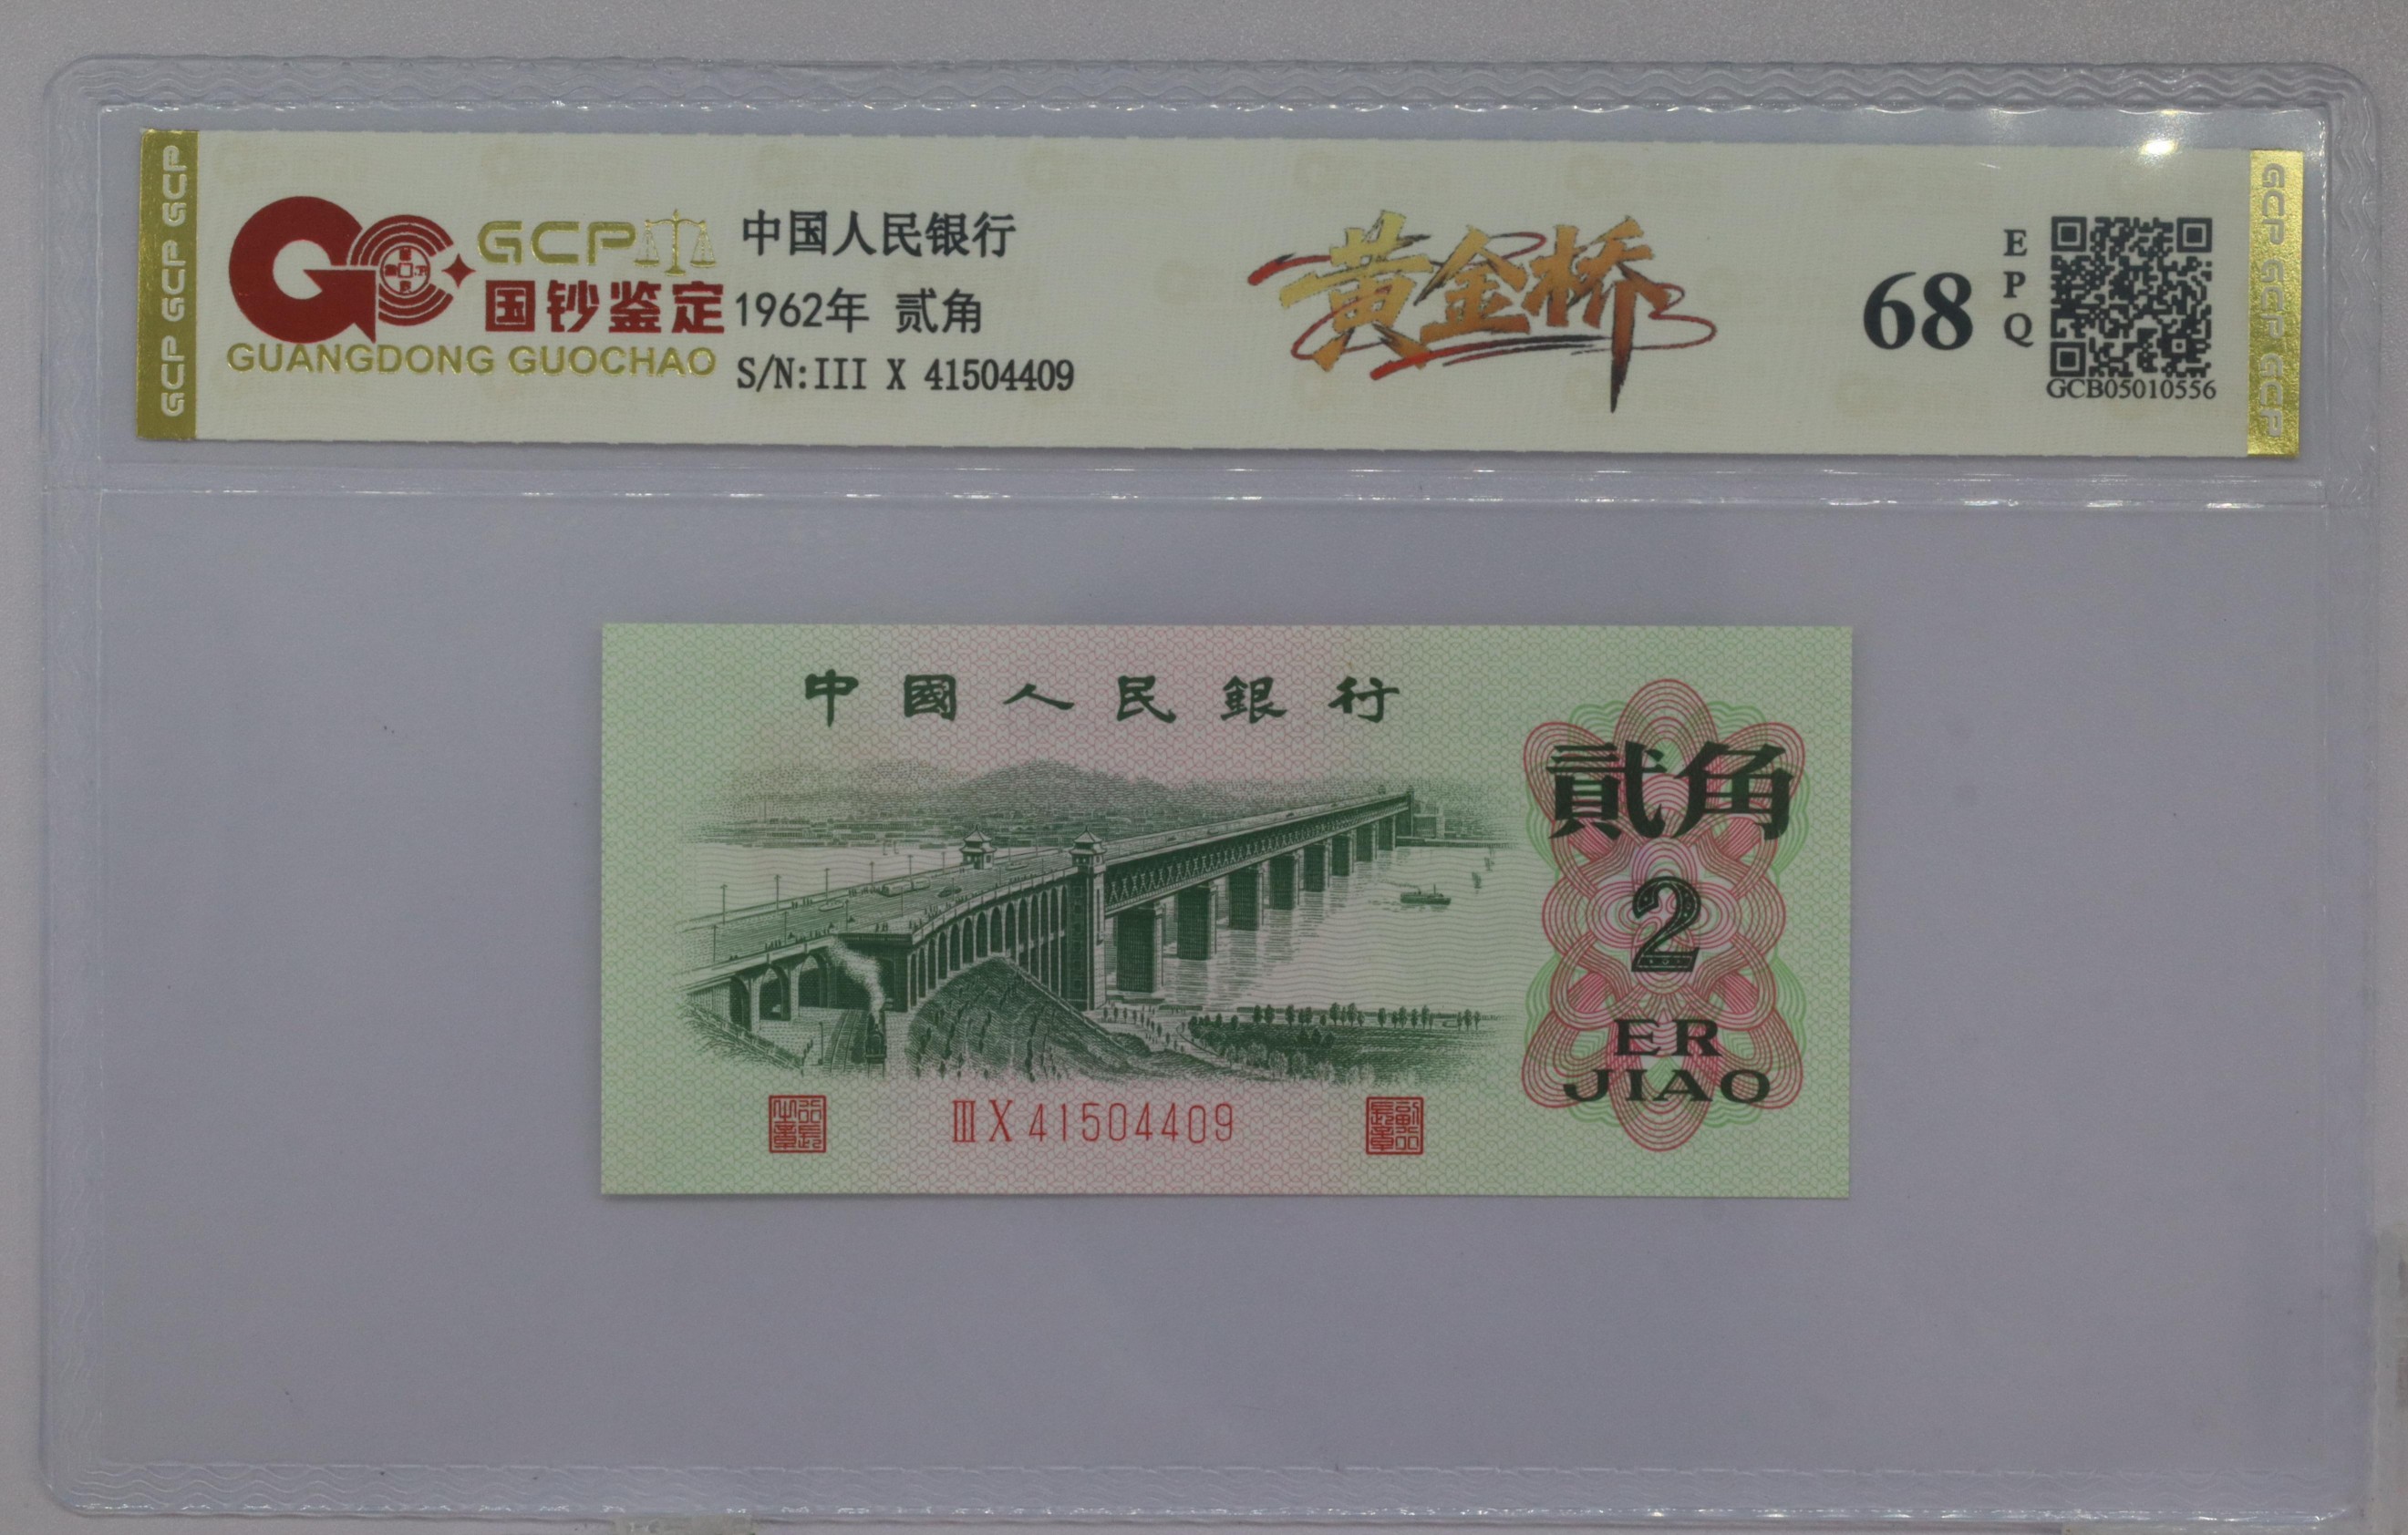 GCP GCP GCP
GCP
国钞鉴定
GUANGDONG GUOCHAO
中国人民银行
1962年 贰角
S/N:III X 41504409
黄金桥
68
EPQ
GCB05010556
GCP GCP GCP
中國人民銀行
貳角
2
ER
JIAO
III X 41504409